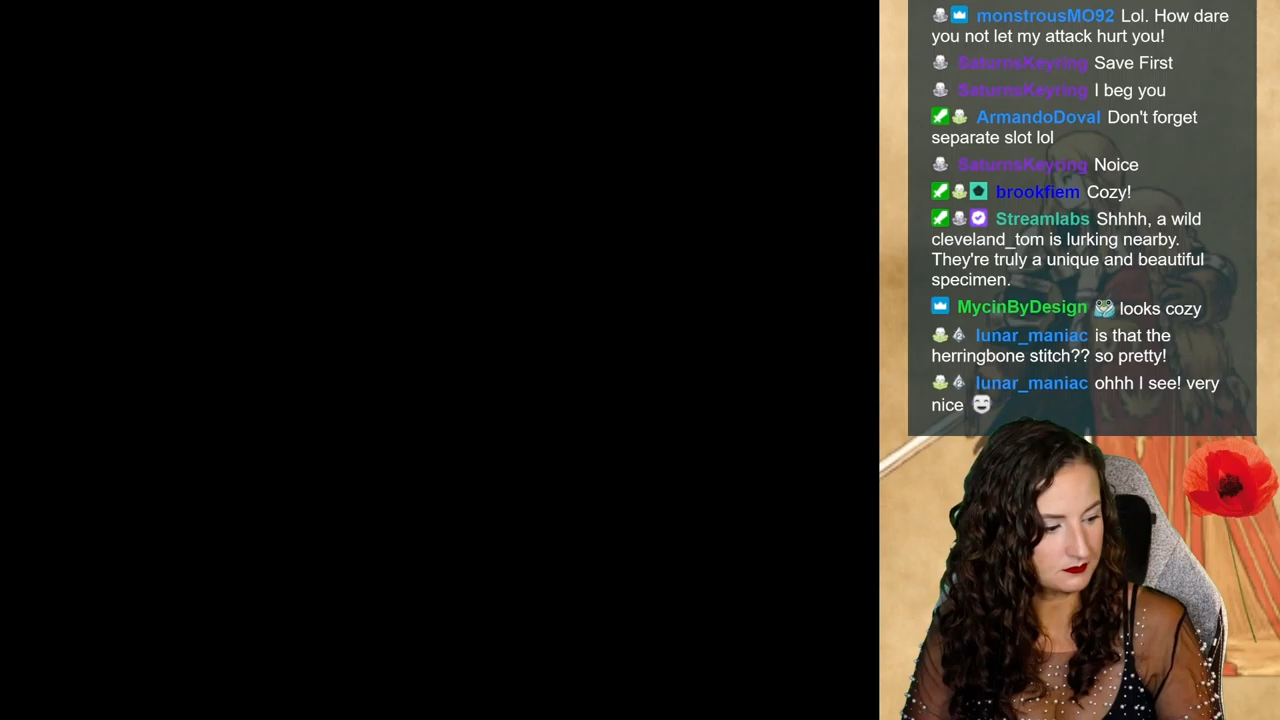 monstrousMO92 Lol. How dare
you not let my attack hurt you!
SaturnsKeyring Save First
SaturnsKeyring I beg you
ArmandoDoval Don't forget
separate slot lol
SaturnsKeyring Noice
brookfiem Cozy!
Streamlabs Shhhh, a wild
cleveland_tom is lurking nearby.
They're truly a unique and beautiful
specimen.
MycinByDesign looks cozy
lunar_maniac is that the
herringbone stitch?? so pretty!
lunar_maniac ohhh I see! very
nice